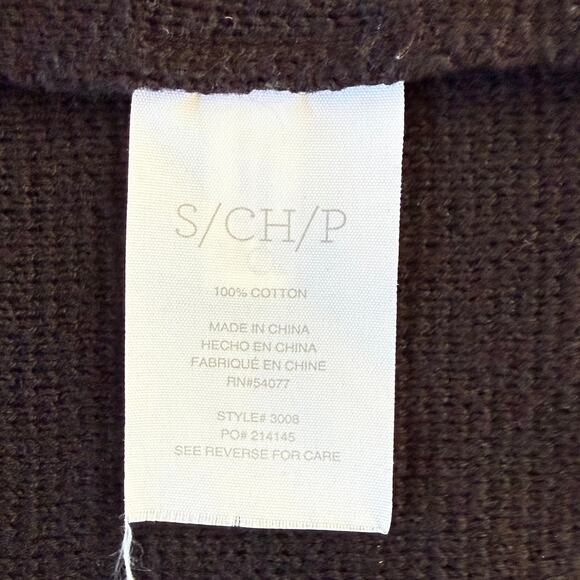 S/CH/P
100% COTTON
MADE IN CHINA
HECHO EN CHINA
FABRIQUÉ EN CHINE
RN#54077
STYLE# 3008
PO# 214145
SEE REVERSE FOR CARE